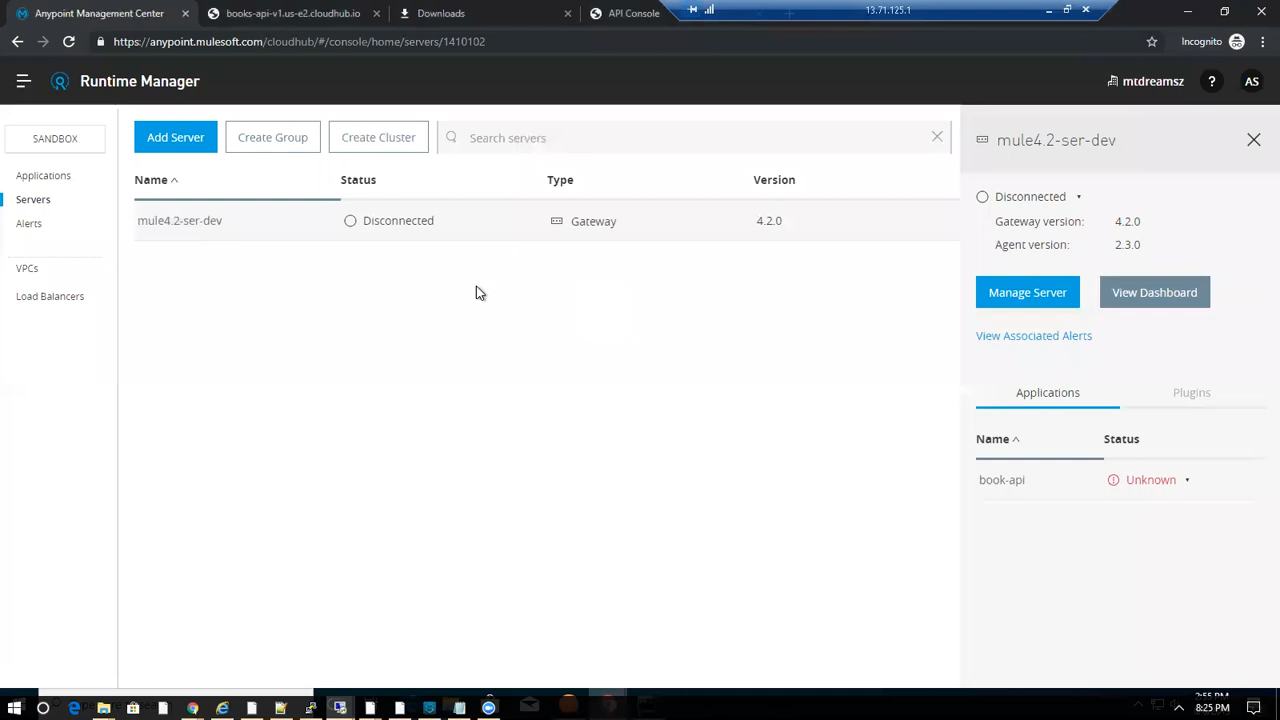 Anypoint Management Center
books-api-v1.us-e2.cloudhub.io
Downloads
API Console
13.71.125.1
https://anypoint.mulesoft.com/cloudhub/#/console/home/servers/1410102
Incognito
Runtime Manager
mtdreamsz
?
AS
SANDBOX
Applications
Servers
Alerts
VPCs
Load Balancers
Add Server
Create Group
Create Cluster
Search servers
Name
Status
Type
Version
mule4.2-ser-dev
Disconnected
Gateway
4.2.0
mule4.2-ser-dev
Disconnected
Gateway version:
4.2.0
Agent version:
2.3.0
Manage Server
View Dashboard
View Associated Alerts
Applications
Plugins
Name
Status
book-api
Unknown
8:25 PM